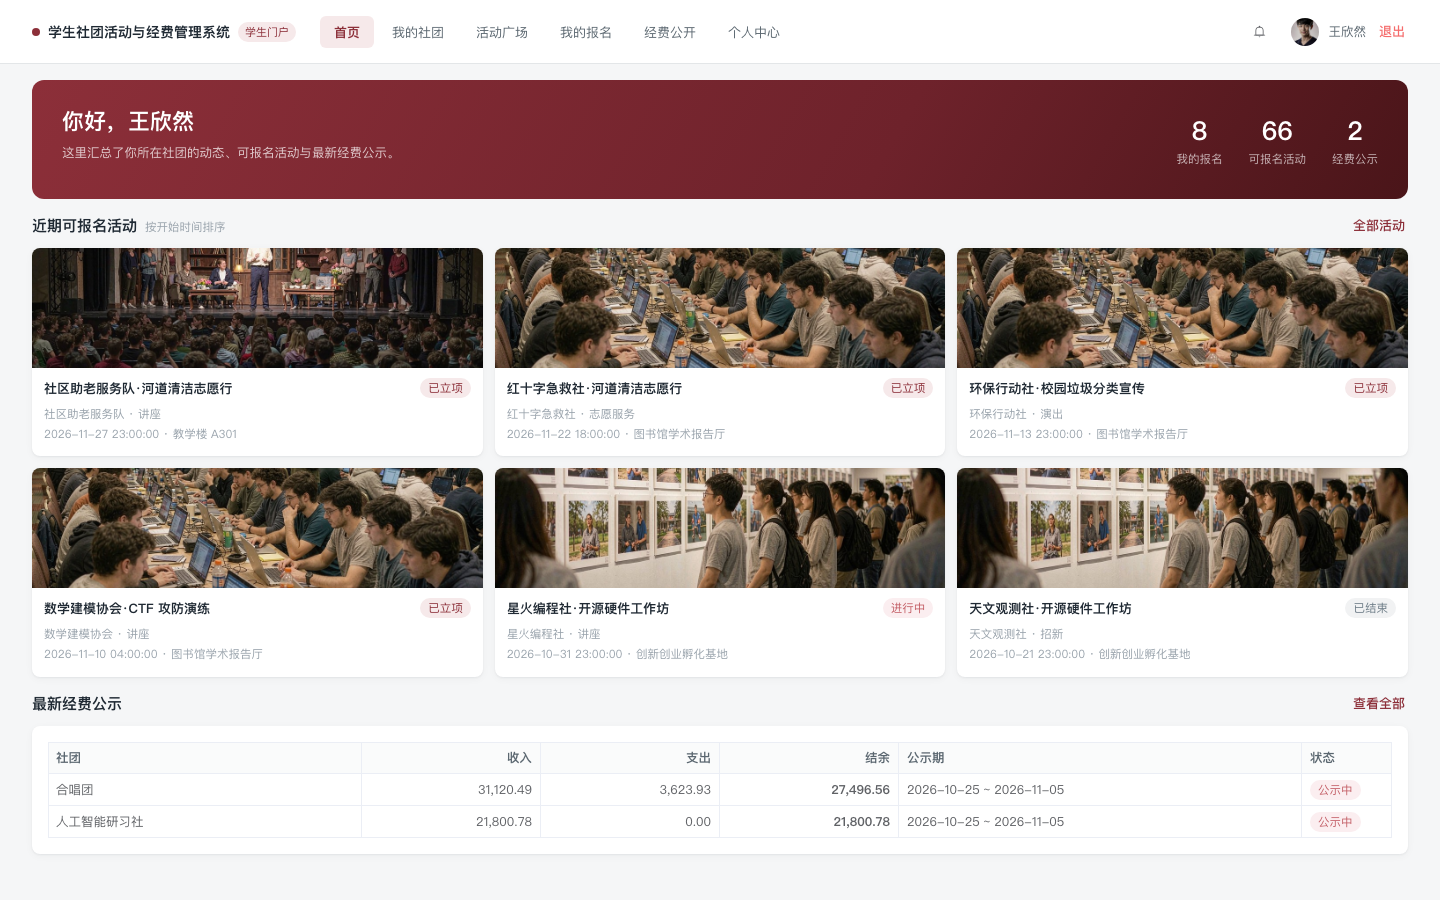 学生社团活动与经费管理系统 学生门户 首页 我的社团 活动广场 我的报名 经费公开 个人中心 王欣然 退出
你好，王欣然
这里汇总了你所在社团的动态、可报名活动与最新经费公示。
8 66 2
我的报名 可报名活动 经费公示
近期可报名活动 按开始时间排序 全部活动
社区助老服务队·河道清洁志愿行 已立项
社区助老服务队 · 讲座
2026-11-27 23:00:00 · 教学楼 A301
红十字急救社·河道清洁志愿行 已立项
红十字急救社 · 志愿服务
2026-11-22 18:00:00 · 图书馆学术报告厅
环保行动社·校园垃圾分类宣传 已立项
环保行动社 · 演出
2026-11-13 23:00:00 · 图书馆学术报告厅
数学建模协会·CTF 攻防演练 已立项
数学建模协会 · 讲座
2026-11-10 04:00:00 · 图书馆学术报告厅
星火编程社·开源硬件工作坊 进行中
星火编程社 · 讲座
2026-10-31 23:00:00 · 创新创业孵化基地
天文观测社·开源硬件工作坊 已结束
天文观测社 · 招新
2026-10-21 23:00:00 · 创新创业孵化基地
最新经费公示 查看全部
社团 收入 支出 结余 公示期 状态
合唱团 31,120.49 3,623.93 27,496.56 2026-10-25 ~ 2026-11-05 公示中
人工智能研习社 21,800.78 0.00 21,800.78 2026-10-25 ~ 2026-11-05 公示中